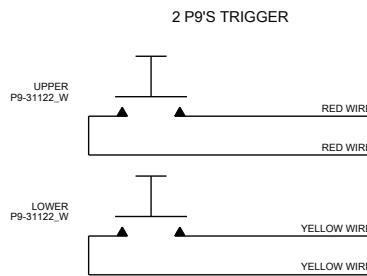 2 P9'S TRIGGER
UPPER
P9-31122_W
RED WIRE
RED WIRE
LOWER
P9-31122_W
YELLOW WIRE
YELLOW WIRE